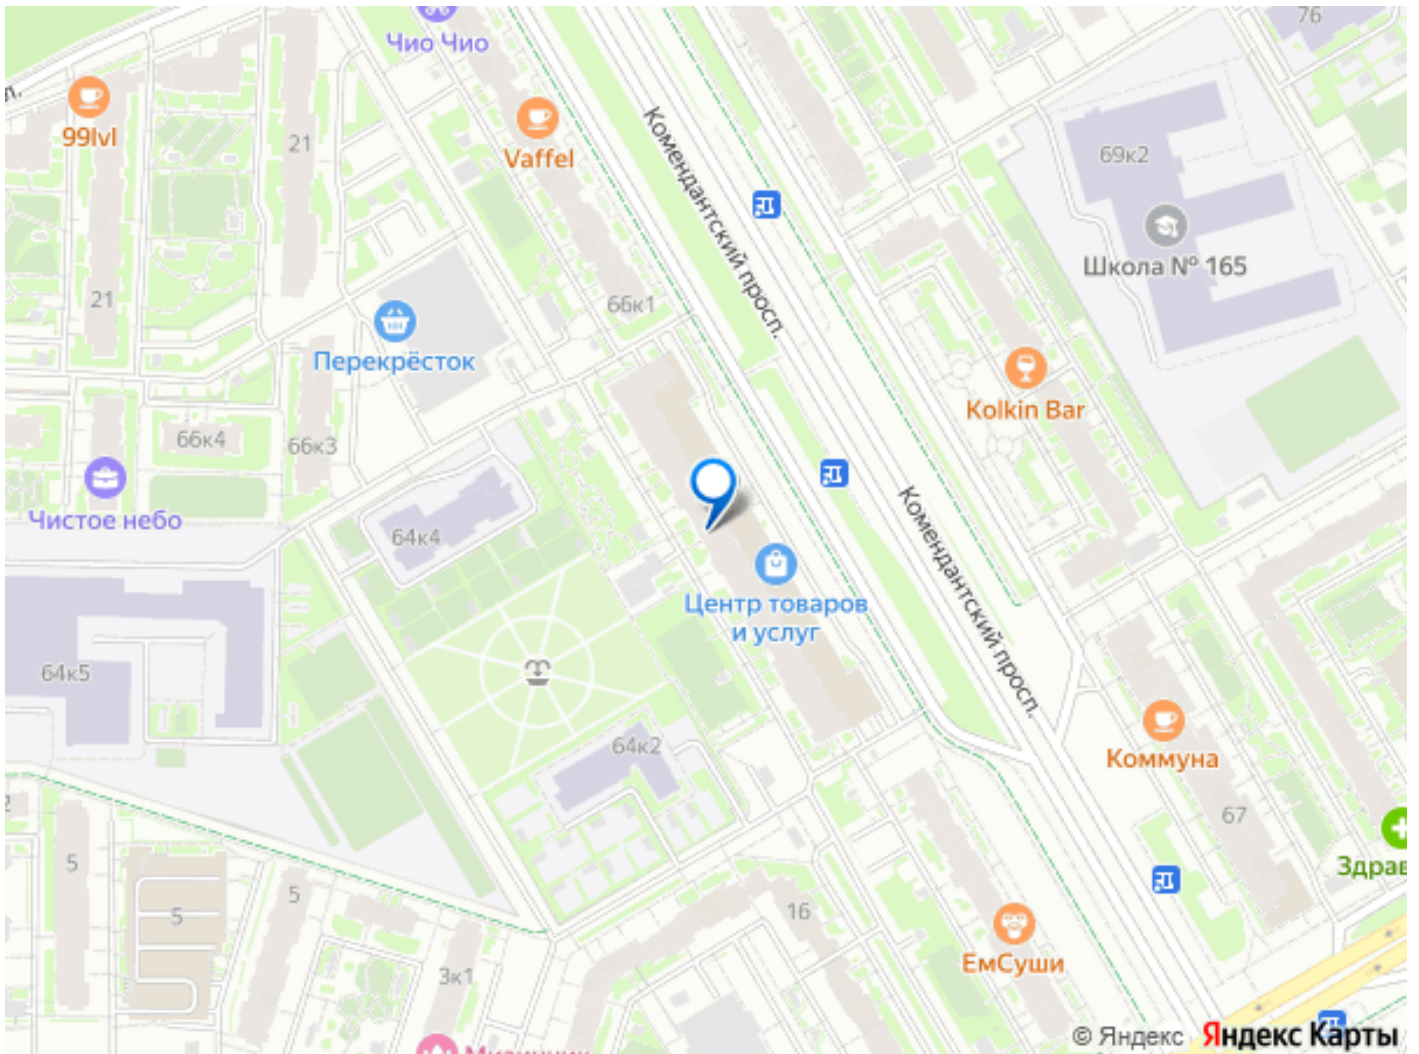 76
Чио Чио
99lvl
21
Vaffel
Комендантский просп.
69к2
Школа № 165
21
66к1
Перекрёсток
Kolkin Bar
66к4
66к3
Чистое небо
64к4
Комендантский просп.
Центр товаров
и услуг
64к5
64к2
Коммуна
67
5
5
5
16
Здрав
ЕмСуши
3к1
© Яндекс
Яндекс Карты